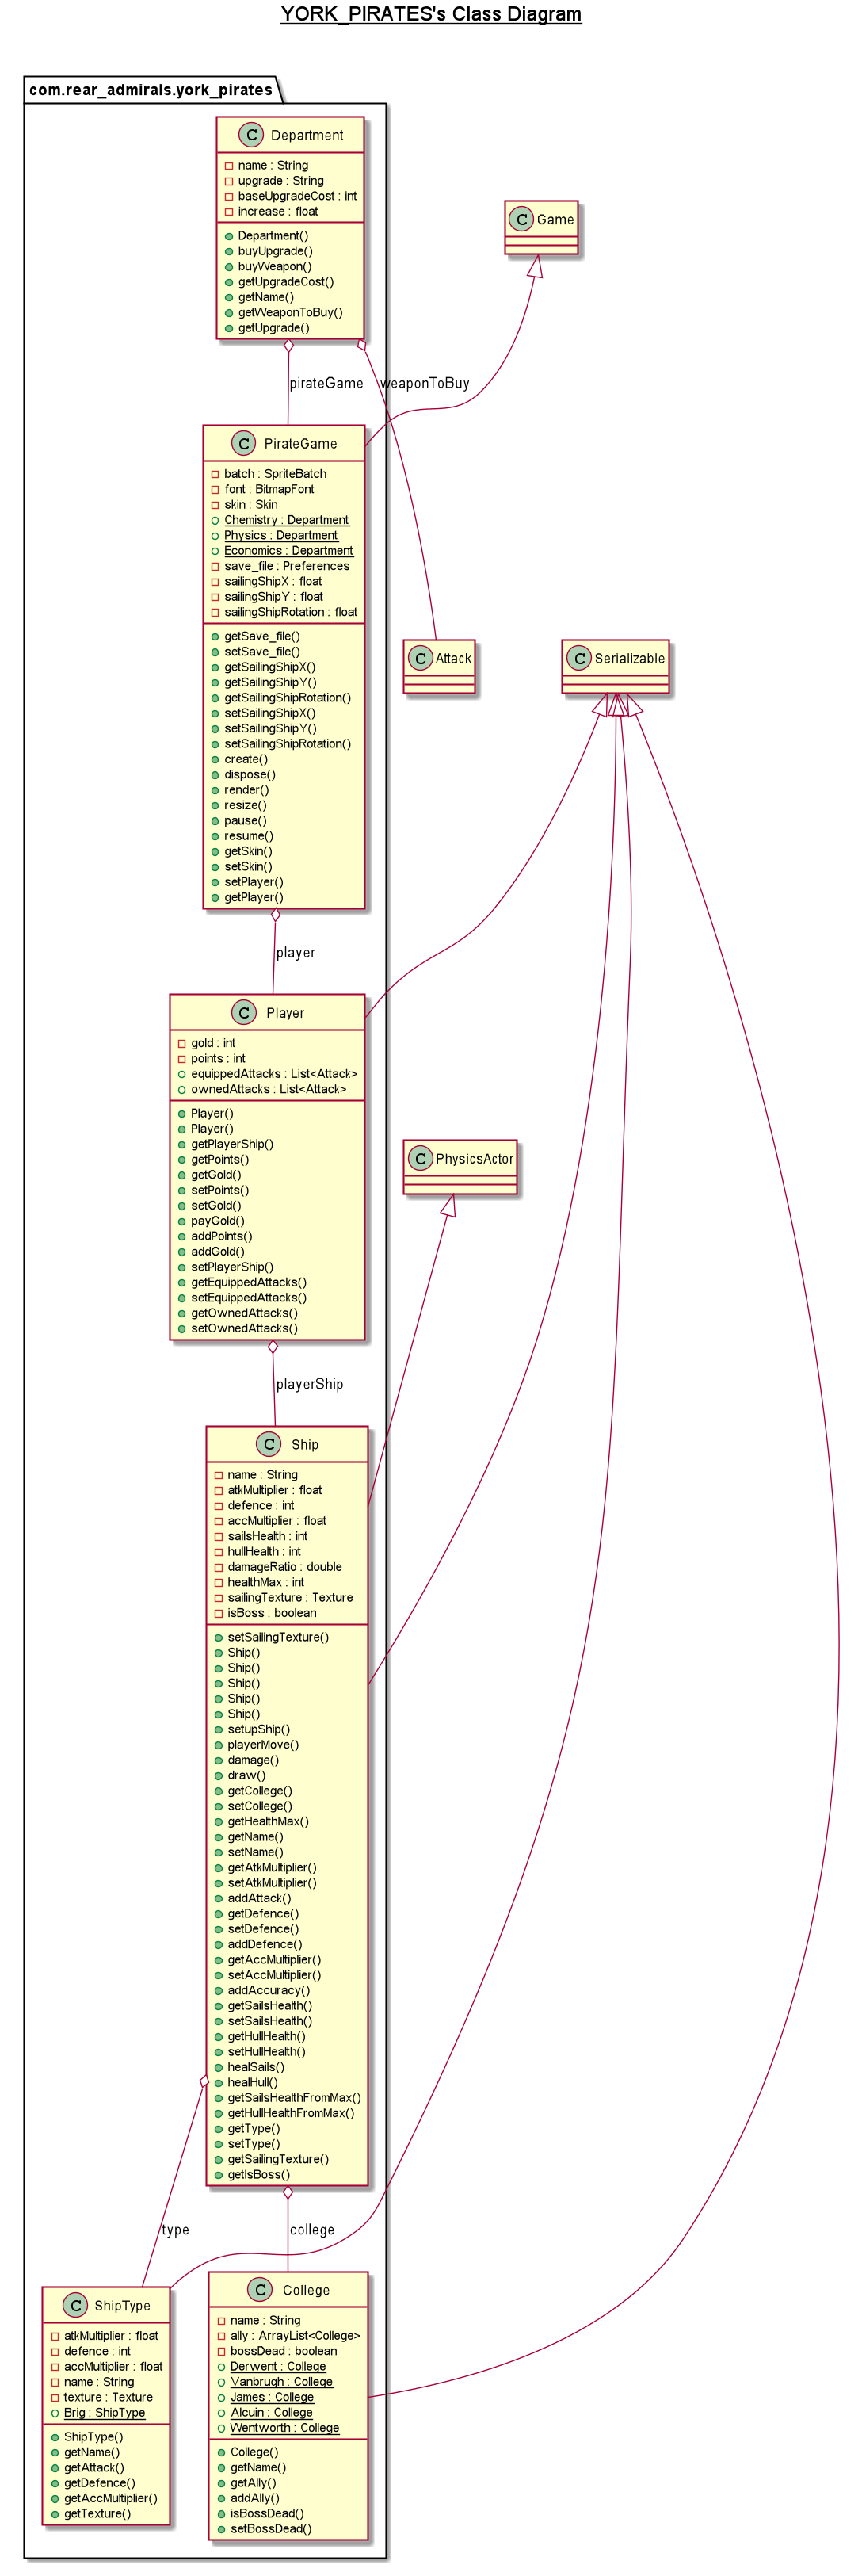 YORK_PIRATES's Class Diagram
com.rear_admirals.york_pirates
C Department
name : String
upgrade : String
baseUpgradeCost : int
increase : float
Department()
buyUpgrade()
buyWeapon()
getUpgradeCost()
getName()
getWeaponToBuy()
getUpgrade()
C Game
pirateGame
weaponToBuy
C PirateGame
batch : SpriteBatch
font : BitmapFont
skin : Skin
Chemistry : Department
Physics : Department
Economics : Department
save_file : Preferences
sailingShipX : float
sailingShipY : float
sailingShipRotation : float
getSave_file()
setSave_file()
getSailingShipX()
getSailingShipY()
getSailingShipRotation()
setSailingShipX()
setSailingShipY()
setSailingShipRotation()
create()
dispose()
render()
resize()
pause()
resume()
getSkin()
setSkin()
setPlayer()
getPlayer()
C Attack
C Serializable
player
C Player
gold : int
points : int
equippedAttacks : List<Attack>
ownedAttacks : List<Attack>
Player()
Player()
getPlayerShip()
getPoints()
getGold()
setPoints()
setGold()
payGold()
addPoints()
addGold()
setPlayerShip()
getEquippedAttacks()
setEquippedAttacks()
getOwnedAttacks()
setOwnedAttacks()
C PhysicsActor
playerShip
C Ship
name : String
atkMultiplier : float
defence : int
accMultiplier : float
sailsHealth : int
hullHealth : int
damageRatio : double
healthMax : int
sailingTexture : Texture
isBoss : boolean
setSailingTexture()
Ship()
Ship()
Ship()
Ship()
Ship()
setupShip()
playerMove()
damage()
draw()
getCollege()
setCollege()
getHealthMax()
getName()
setName()
getAtkMultiplier()
setAtkMultiplier()
addAttack()
getDefence()
setDefence()
addDefence()
getAccMultiplier()
setAccMultiplier()
addAccuracy()
getSailsHealth()
setSailsHealth()
getHullHealth()
setHullHealth()
healSails()
healHull()
getSailsHealthFromMax()
getHullHealthFromMax()
getType()
setType()
getSailingTexture()
getIsBoss()
type
college
C ShipType
atkMultiplier : float
defence : int
accMultiplier : float
name : String
texture : Texture
Brig : ShipType
ShipType()
getName()
getAttack()
getDefence()
getAccMultiplier()
getTexture()
C College
name : String
ally : ArrayList<College>
bossDead : boolean
Derwent : College
Vanbrugh : College
James : College
Alcuin : College
Wentworth : College
College()
getName()
getAlly()
addAlly()
isBossDead()
setBossDead()